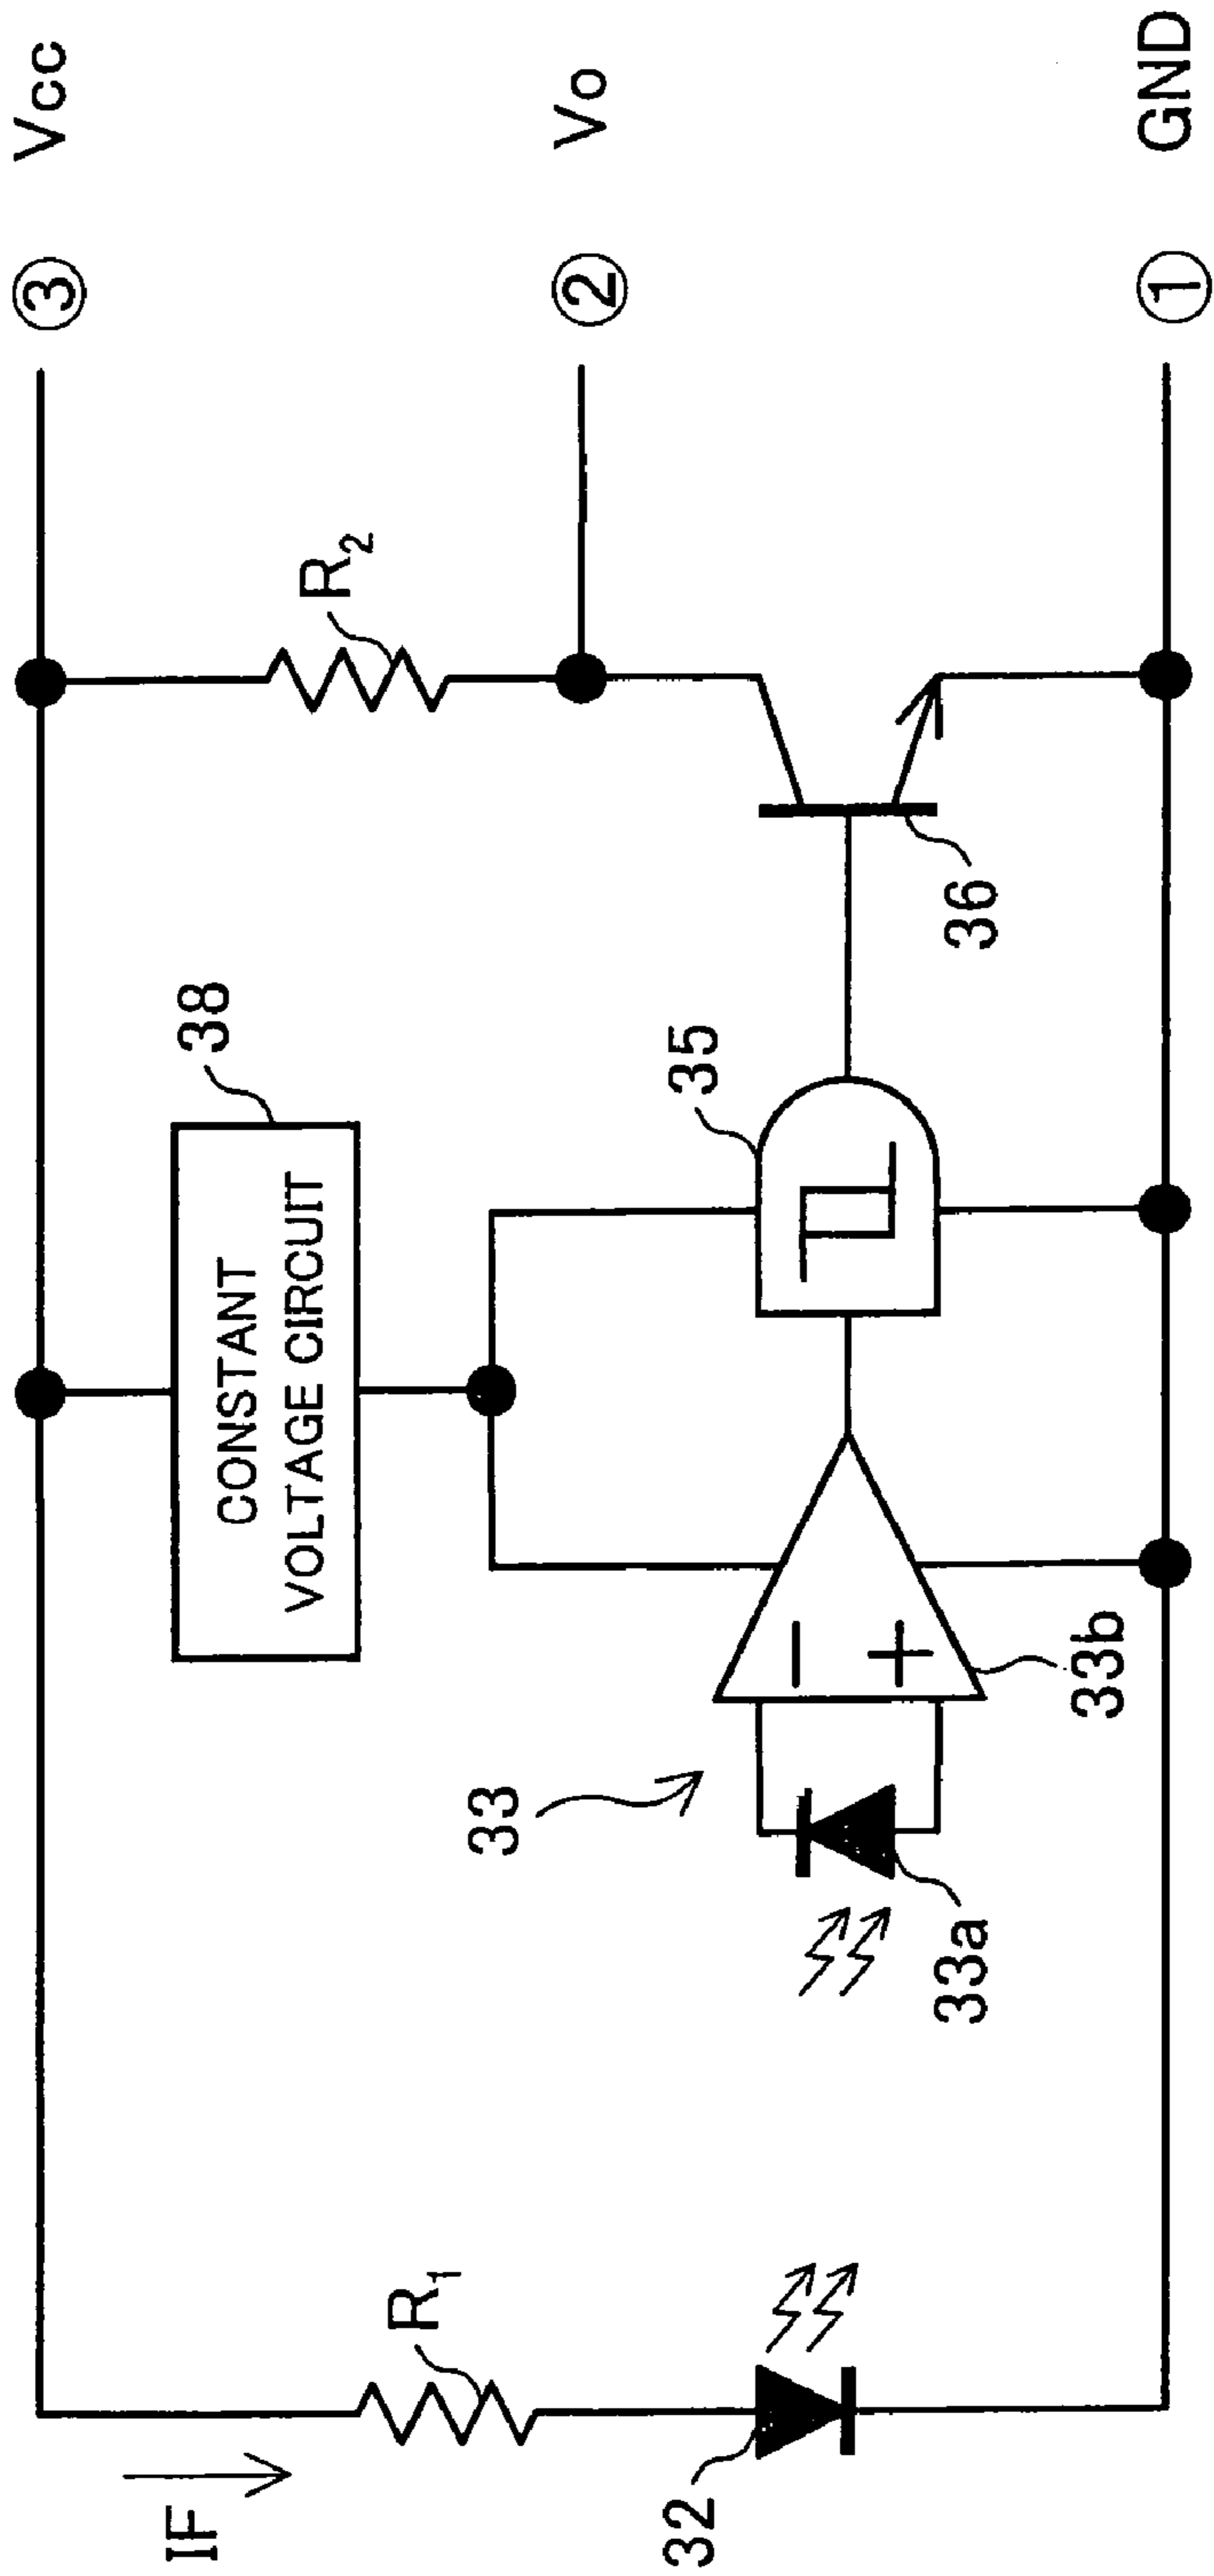 IF
R1
32
33
33a
33b
CONSTANT
VOLTAGE CIRCUIT
38
35
36
R2
③ Vcc
② Vo
① GND